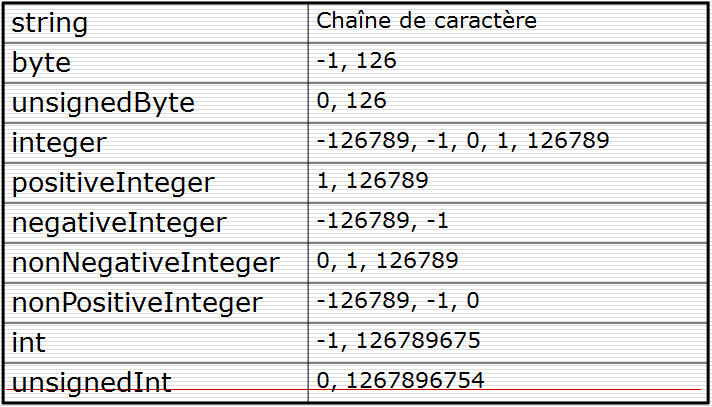 string Chaîne de caractère
byte -1, 126
unsignedByte 0, 126
integer -126789, -1, 0, 1, 126789
positiveInteger 1, 126789
negativeInteger -126789, -1
nonNegativeInteger 0, 1, 126789
nonPositiveInteger -126789, -1, 0
int -1, 126789675
unsignedInt 0, 1267896754